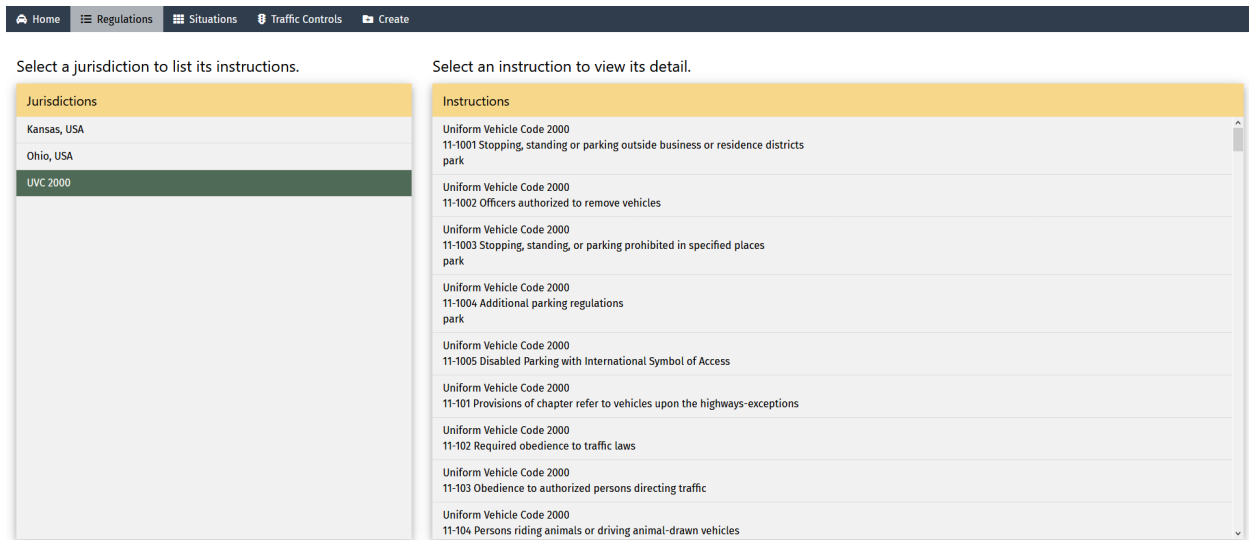 Home Regulations Situations Traffic Controls Create
Select a jurisdiction to list its instructions.
Jurisdictions
Kansas, USA
Ohio, USA
UVC 2000
Select an instruction to view its detail.
Instructions
Uniform Vehicle Code 2000
11-1001 Stopping, standing or parking outside business or residence districts
park
Uniform Vehicle Code 2000
11-1002 Officers authorized to remove vehicles
Uniform Vehicle Code 2000
11-1003 Stopping, standing, or parking prohibited in specified places
park
Uniform Vehicle Code 2000
11-1004 Additional parking regulations
park
Uniform Vehicle Code 2000
11-1005 Disabled Parking with International Symbol of Access
Uniform Vehicle Code 2000
11-101 Provisions of chapter refer to vehicles upon the highways-exceptions
Uniform Vehicle Code 2000
11-102 Required obedience to traffic laws
Uniform Vehicle Code 2000
11-103 Obedience to authorized persons directing traffic
Uniform Vehicle Code 2000
11-104 Persons riding animals or driving animal-drawn vehicles